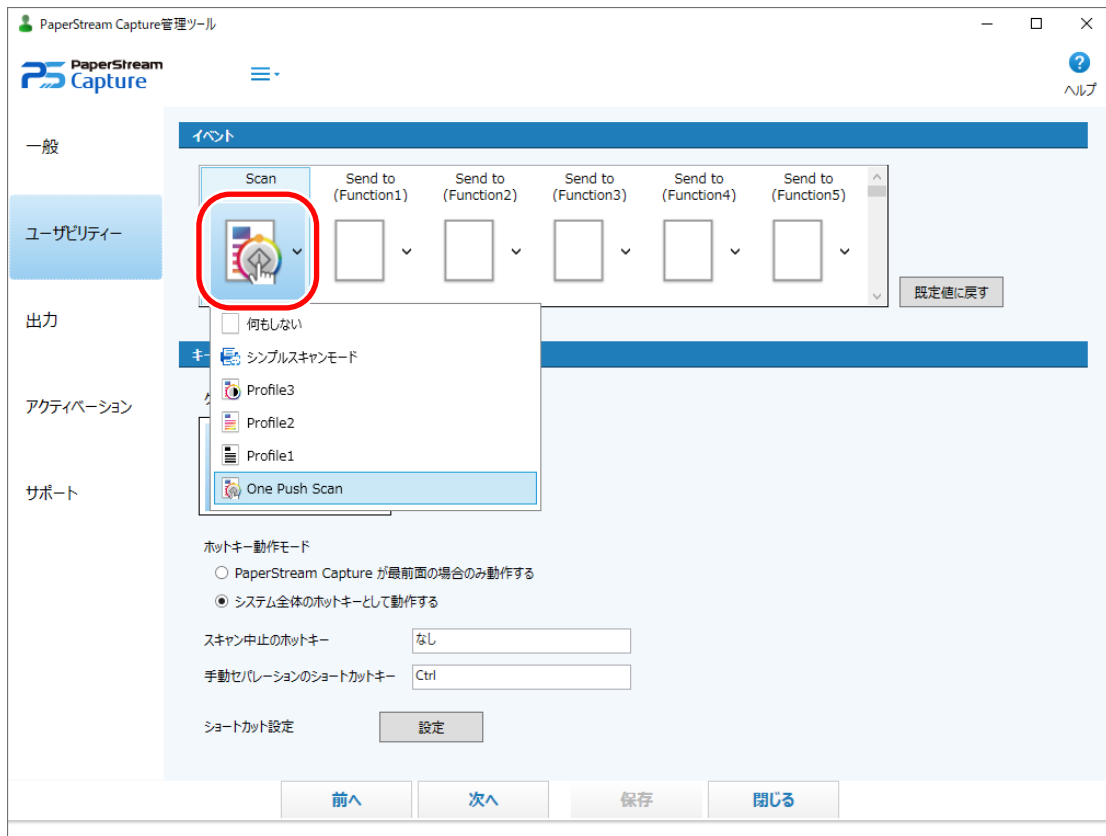 PaperStream Capture管理ツール
PaperStream
Capture
ヘルプ
一般
ユーザビリティー
出力
アクティベーション
サポート
イベント
Scan
Send to
(Function1)
Send to
(Function2)
Send to
(Function3)
Send to
(Function4)
Send to
(Function5)
既定値に戻す
何もしない
シンプルスキャンモード
Profile3
Profile2
Profile1
One Push Scan
ホットキー動作モード
PaperStream Capture が最前面の場合のみ動作する
システム全体のホットキーとして動作する
スキャン中止のホットキー
なし
手動セパレーションのショートカットキー
Ctrl
ショートカット設定
設定
前へ
次へ
保存
閉じる